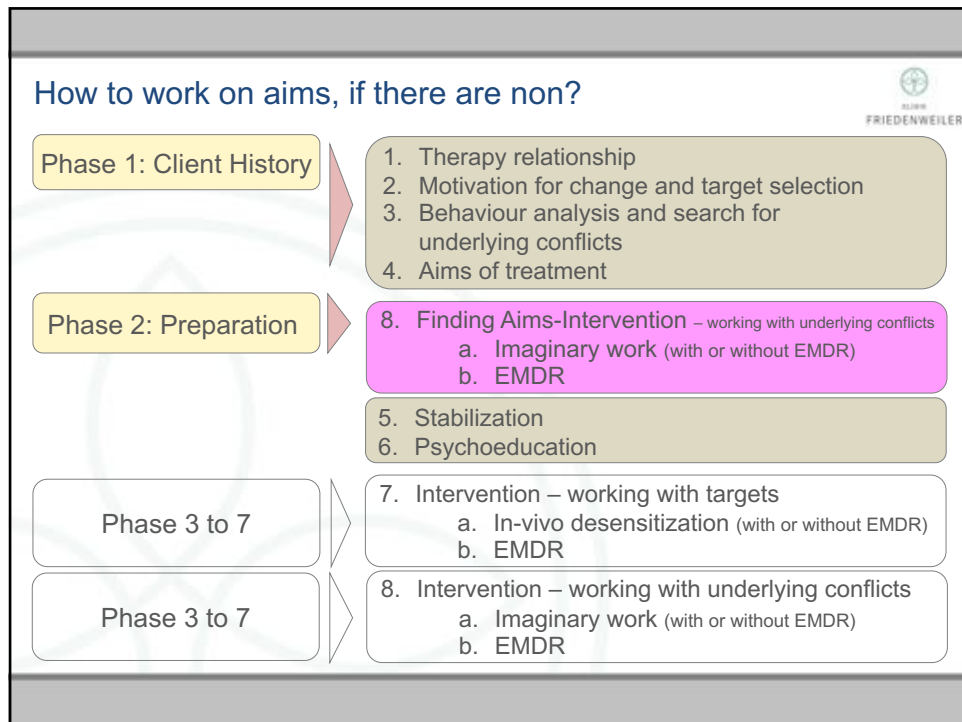 How to work on aims, if there are non?
KLINIK
FRIEDENWEILER
Phase 1: Client History
1. Therapy relationship
2. Motivation for change and target selection
3. Behaviour analysis and search for
underlying conflicts
4. Aims of treatment
Phase 2: Preparation
8. Finding Aims-Intervention – working with underlying conflicts
a. Imaginary work (with or without EMDR)
b. EMDR
5. Stabilization
6. Psychoeducation
Phase 3 to 7
7. Intervention – working with targets
a. In-vivo desensitization (with or without EMDR)
b. EMDR
Phase 3 to 7
8. Intervention – working with underlying conflicts
a. Imaginary work (with or without EMDR)
b. EMDR